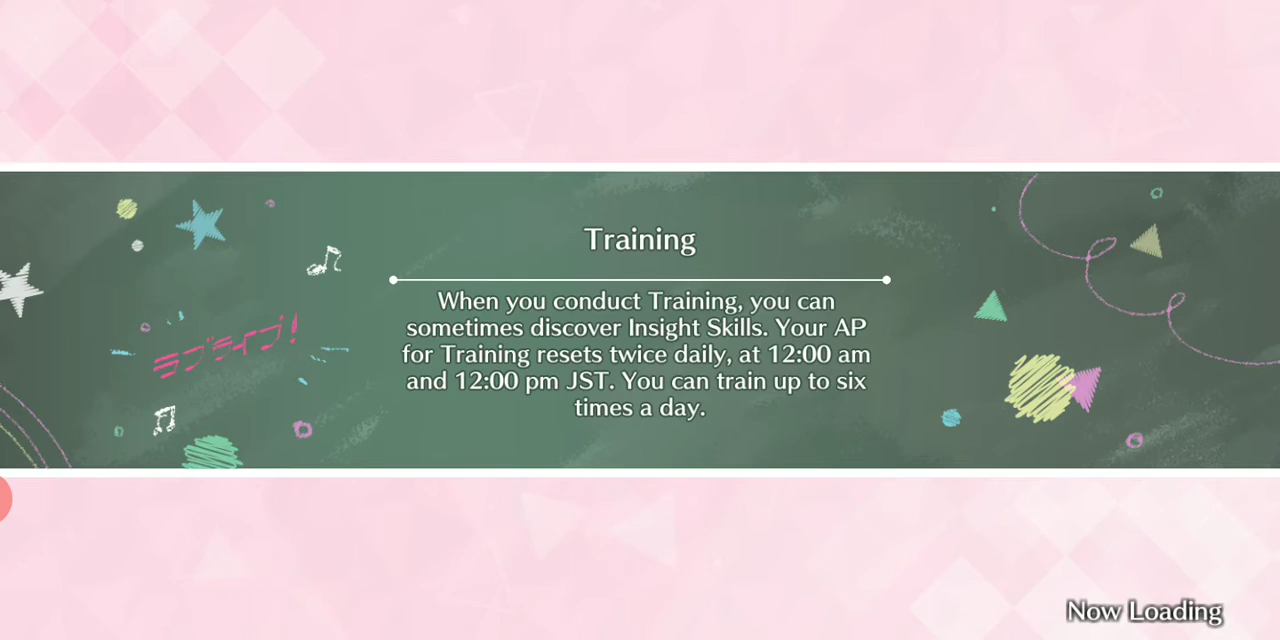 Training
When you conduct Training, you can
sometimes discover Insight Skills. Your AP
for Training resets twice daily, at 12:00 am
and 12:00 pm JST. You can train up to six
times a day.
ラブライブ!
Now Loading